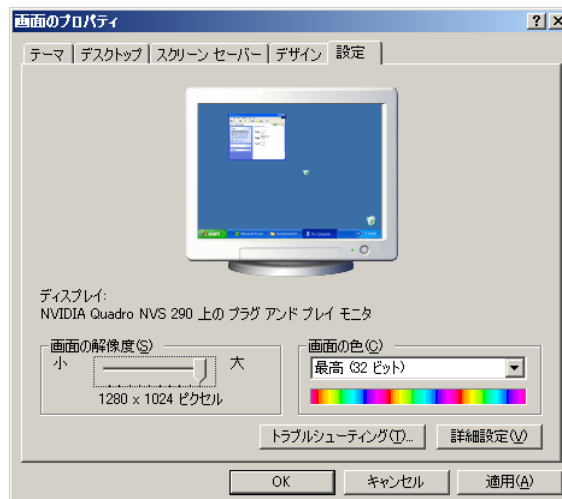 画面のプロパティ
テーマ デスクトップ スクリーン セーバー デザイン 設定
ディスプレイ:
NVIDIA Quadro NVS 290 上の プラグ アンド プレイ モニタ
画面の解像度(S)
小 大
1280 x 1024 ピクセル
画面の色(C)
最高 (32 ビット)
トラブルシューティング(T)... 詳細設定(V)
OK キャンセル 適用(A)